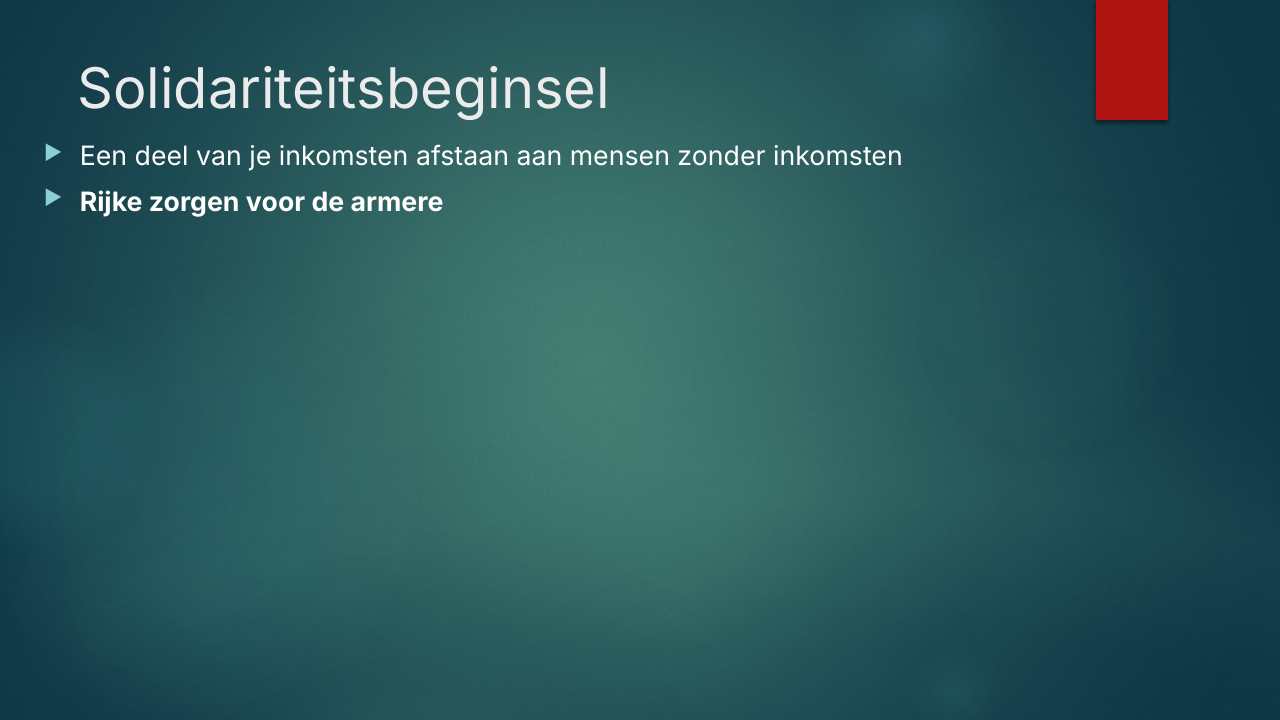 Solidariteitsbeginsel
Een deel van je inkomsten afstaan aan mensen zonder inkomsten
Rijke zorgen voor de armere